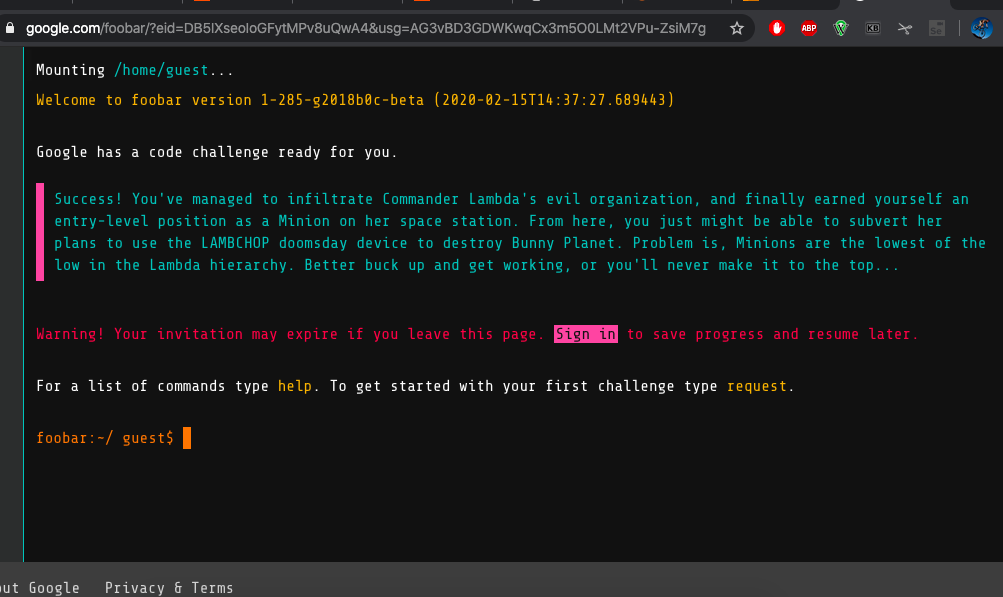 google.com/foobar/?eid=DB5lXseoloGFytMPv8uQwA4&usg=AG3vBD3GDWKwqCx3m5O0LMt2VPu-ZsiM7g
ABP
KB
Mounting /home/guest...
Welcome to foobar version 1-285-g2018b0c-beta (2020-02-15T14:37:27.689443)
Google has a code challenge ready for you.
Success! You've managed to infiltrate Commander Lambda's evil organization, and finally earned yourself an
entry-level position as a Minion on her space station. From here, you just might be able to subvert her
plans to use the LAMBCHOP doomsday device to destroy Bunny Planet. Problem is, Minions are the lowest of the
low in the Lambda hierarchy. Better buck up and get working, or you'll never make it to the top...
Warning! Your invitation may expire if you leave this page. Sign in to save progress and resume later.
For a list of commands type help. To get started with your first challenge type request.
foobar:~/ guest$
out Google Privacy & Terms